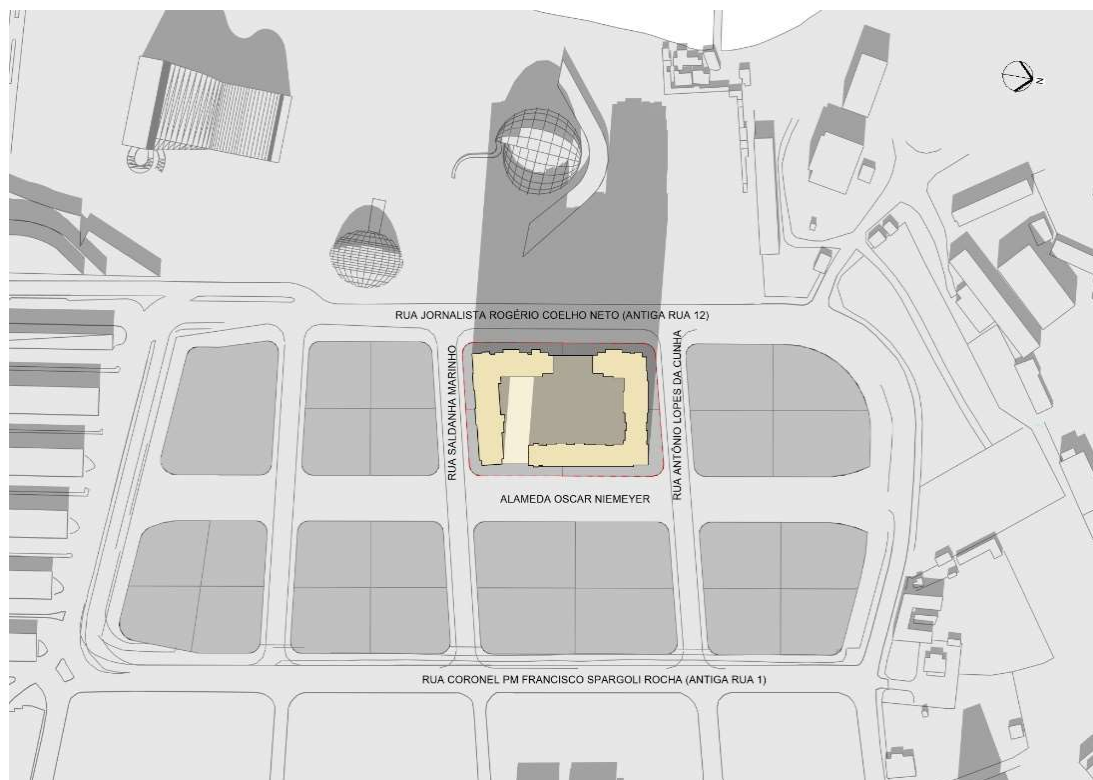 N
RUA JORNALISTA ROGÉRIO COELHO NETO (ANTIGA RUA 12)
RUA SALDANHA MARINHO
RUA ANTÔNIO LOPES DA CUNHA
ALAMEDA OSCAR NIEMEYER
RUA CORONEL PM FRANCISCO SPARGOLI ROCHA (ANTIGA RUA 1)